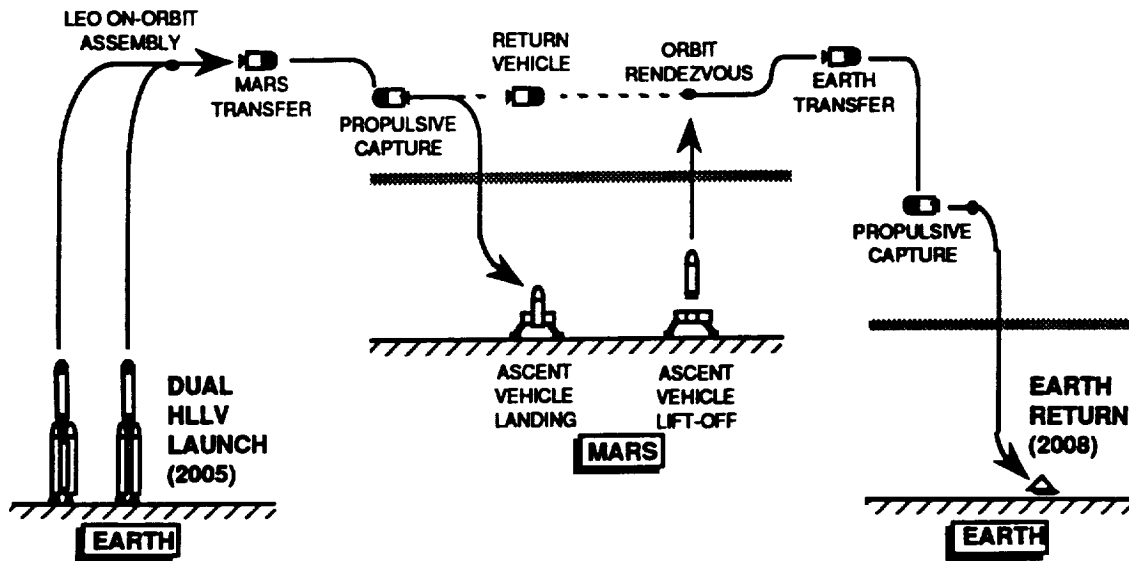 LEO ON-ORBIT
ASSEMBLY
MARS
TRANSFER
PROPULSIVE
CAPTURE
RETURN
VEHICLE
ORBIT
RENDEZVOUS
EARTH
TRANSFER
PROPULSIVE
CAPTURE
DUAL
HLLV
LAUNCH
(2005)
EARTH
ASCENT
VEHICLE
LANDING
ASCENT
VEHICLE
LIFT-OFF
MARS
EARTH
RETURN
(2008)
EARTH